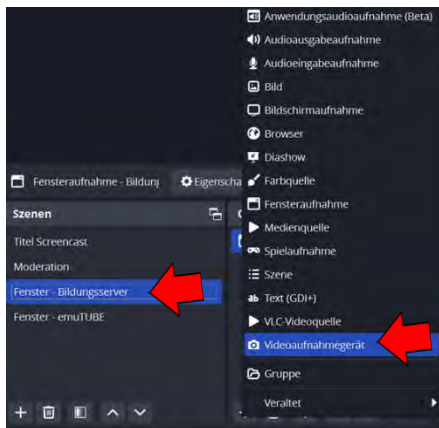 Anwendungsaudioaufnahme (Beta)
Audioausgabeaufnahme
Audioeingabeaufnahme
Bild
Bildschirmaufnahme
Browser
Diashow
Farbquelle
Fensteraufnahme
Medienquelle
Spielaufnahme
Szene
ab Text (GDI+)
VLC-Videoquelle
Videoaufnahmegerät
Gruppe
Veraltet
Fensteraufnahme - Bildung
Eigenscha
Szenen
Titel Screencast
Moderation
Fenster - Bildungsserver
Fenster - emuTUBE